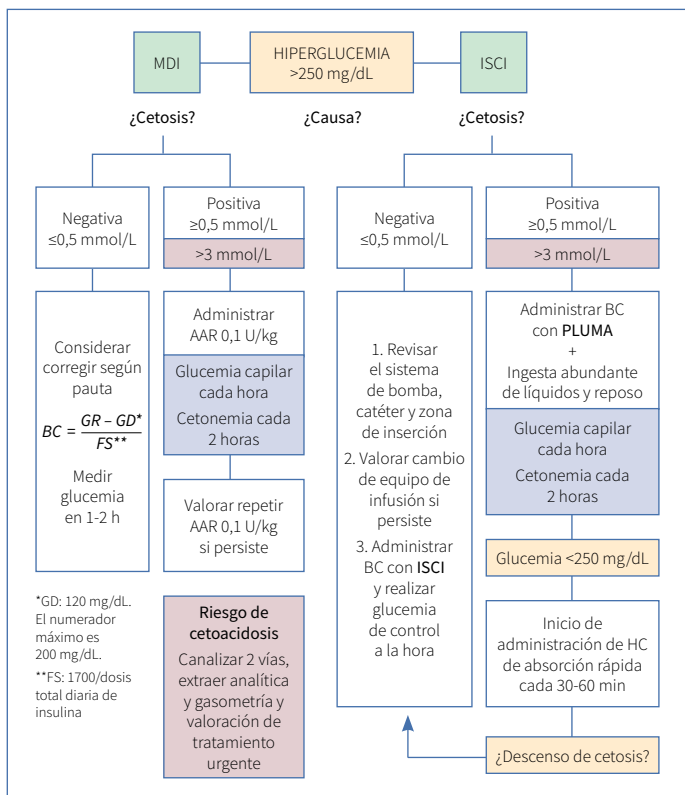 MDI
HIPERGLUCEMIA
>250 mg/dL
ISCI
¿Cetosis?
¿Causa?
¿Cetosis?
Negativa
≤0,5 mmol/L
Positiva
≥0,5 mmol/L
>3 mmol/L
Negativa
≤0,5 mmol/L
Positiva
≥0,5 mmol/L
>3 mmol/L
Considerar
corregir según
pauta
BC = GR – GD* / FS**
Medir
glucemia
en 1-2 h
Administrar
AAR 0,1 U/kg
Glucemia capilar
cada hora
Cetonemia cada
2 horas
Valorar repetir
AAR 0,1 U/kg
si persiste
*GD: 120 mg/dL.
El numerador
máximo es
200 mg/dL.
**FS: 1700/dosis
total diaria de
insulina
Riesgo de
cetoacidosis
Canalizar 2 vías,
extraer analítica
y gasometría y
valoración de
tratamiento
urgente
1. Revisar
el sistema
de bomba,
catéter y zona
de inserción
2. Valorar cambio
de equipo de
infusión si
persiste
3. Administrar
BC con ISCI
y realizar
glucemia
de control
a la hora
Administrar BC
con PLUMA
+
Ingesta abundante
de líquidos y reposo
Glucemia capilar
cada hora
Cetonemia cada
2 horas
Glucemia <250 mg/dL
Inicio de
administración de HC
de absorción rápida
cada 30-60 min
¿Descenso de cetosis?